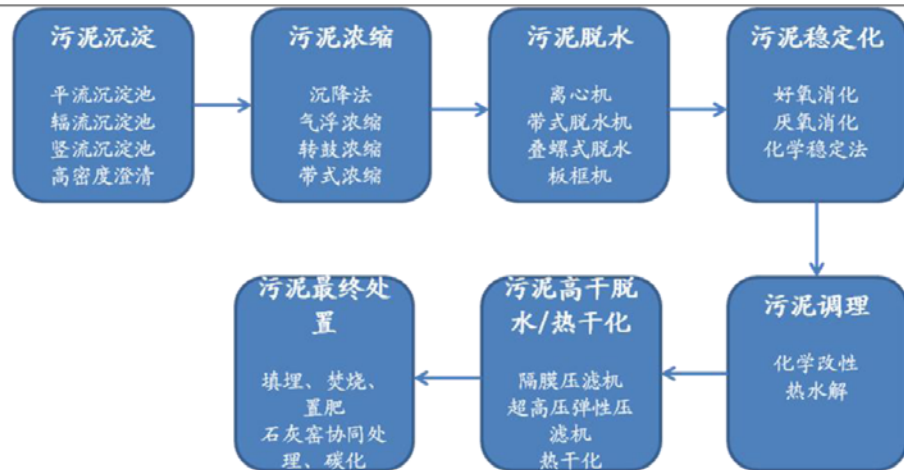 污泥沉淀
平流沉淀池
辐流沉淀池
竖流沉淀池
高密度澄清
污泥浓缩
沉降法
气浮浓缩
转鼓浓缩
带式浓缩
污泥脱水
离心机
带式脱水机
叠螺式脱水
板框机
污泥稳定化
好氧消化
厌氧消化
化学稳定法
污泥调理
化学改性
热水解
污泥高干脱
水/热干化
隔膜压滤机
超高压弹性压
滤机
热干化
污泥最终处
置
填埋、焚烧、
置肥
石灰窑协同处
理、碳化